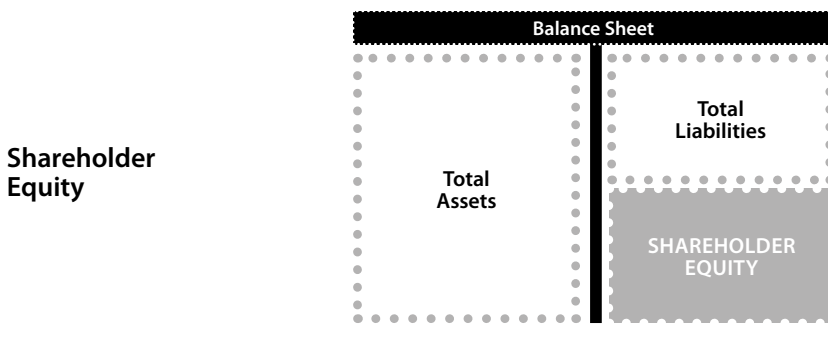 Shareholder
Equity
Balance Sheet
Total
Assets
Total
Liabilities
SHAREHOLDER
EQUITY